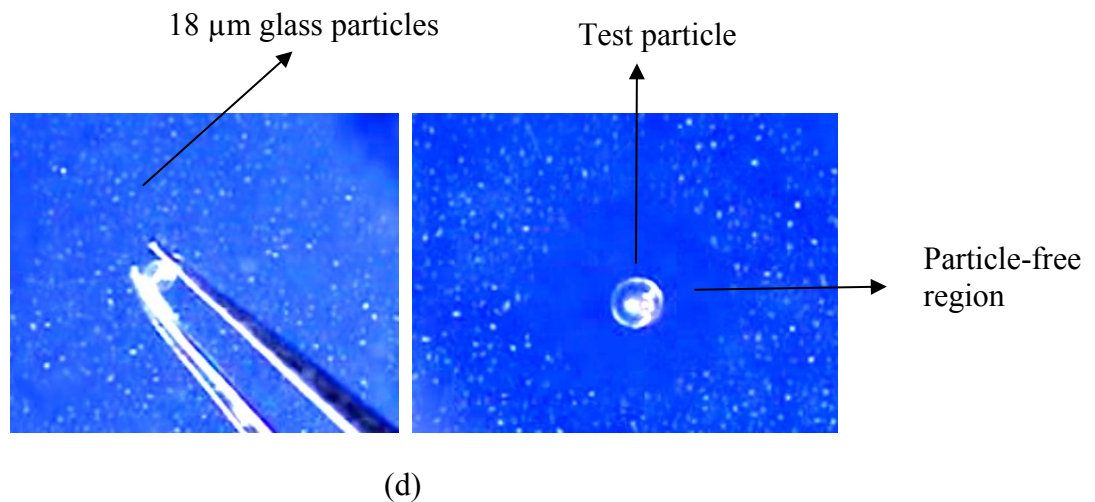 18 µm glass particles
Test particle
Particle-free
region
(d)